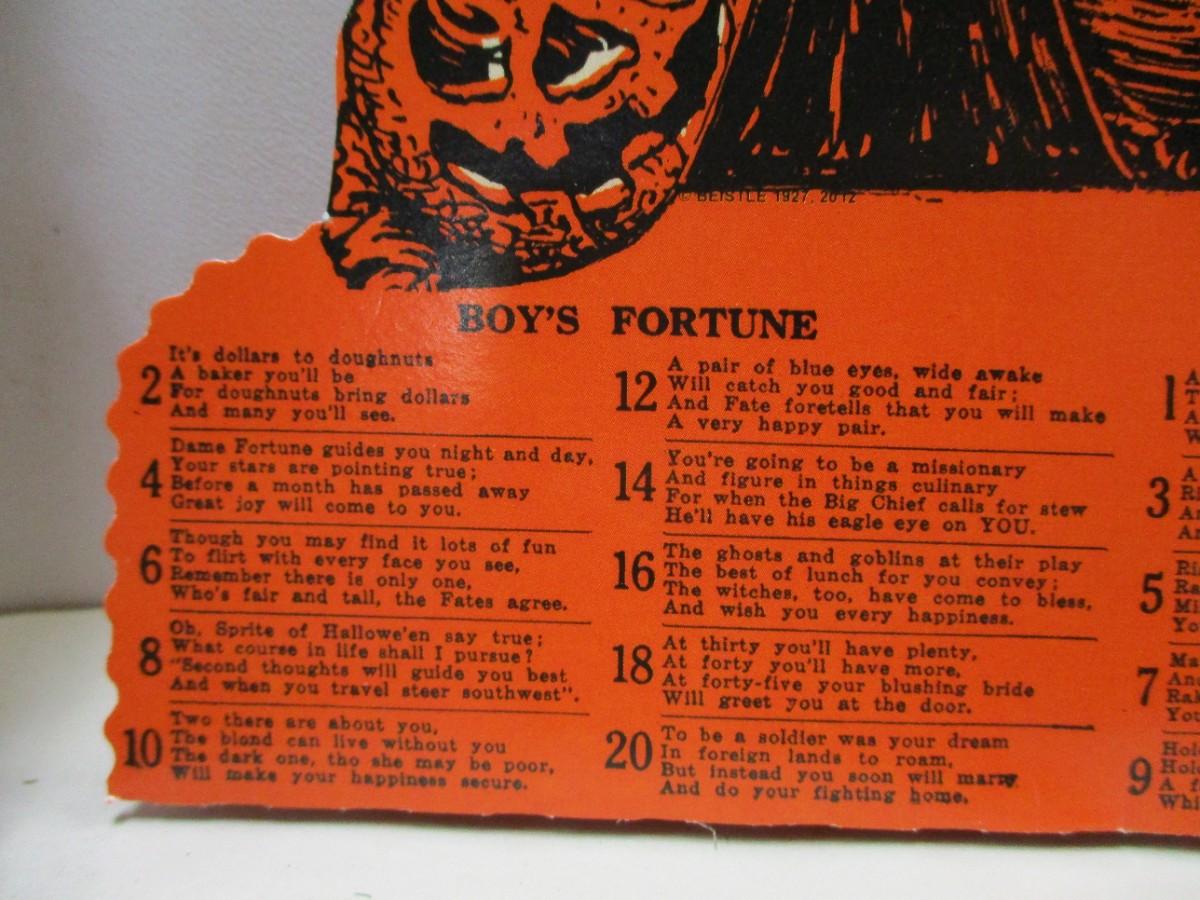 © BEISTLE 1927, 2012
BOY'S FORTUNE
2
It's dollars to doughnuts
A baker you'll be
For doughnuts bring dollars
And many you'll see.
4
Dame Fortune guides you night and day,
Your stars are pointing true;
Before a month has passed away
Great joy will come to you.
6
Though you may find it lots of fun
To flirt with every face you see,
Remember there is only one,
Who's fair and tall, the Fates agree.
8
Oh, Sprite of Hallowe'en say true;
What course in life shall I pursue?
"Second thoughts will guide you best
And when you travel steer southwest".
10
Two there are about you,
The blond can live without you
The dark one, tho she may be poor,
Will make your happiness secure.
12
A pair of blue eyes, wide awake
Will catch you good and fair;
And Fate foretells that you will make
A very happy pair.
14
You're going to be a missionary
And figure in things culinary
For when the Big Chief calls for stew
He'll have his eagle eye on YOU.
16
The ghosts and goblins at their play
The best of lunch for you convey;
The witches, too, have come to bless,
And wish you every happiness.
18
At thirty you'll have plenty,
At forty you'll have more,
At forty-five your blushing bride
Will greet you at the door.
20
To be a soldier was your dream
In foreign lands to roam,
But instead you soon will marry
And do your fighting home.
1
3
5
7
9